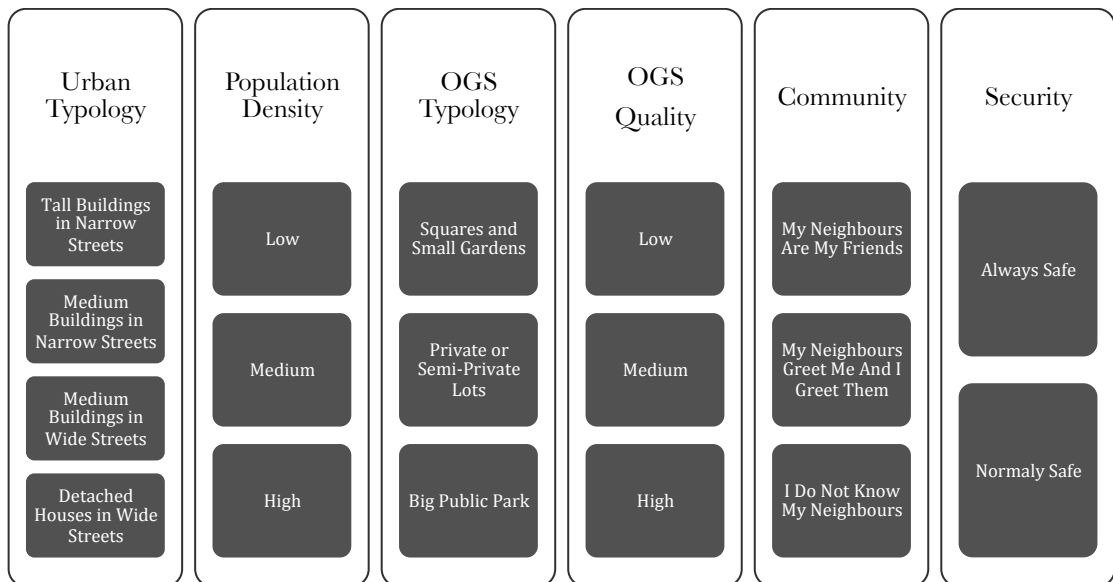 Urban
Typology
Tall Buildings
in Narrow
Streets
Medium
Buildings in
Narrow Streets
Medium
Buildings in
Wide Streets
Detached
Houses in Wide
Streets
Population
Density
Low
Medium
High
OGS
Typology
Squares and
Small Gardens
Private or
Semi-Private
Lots
Big Public Park
OGS
Quality
Low
Medium
High
Community
My Neighbours
Are My Friends
My Neighbours
Greet Me And I
Greet Them
I Do Not Know
My Neighbours
Security
Always Safe
Normaly Safe